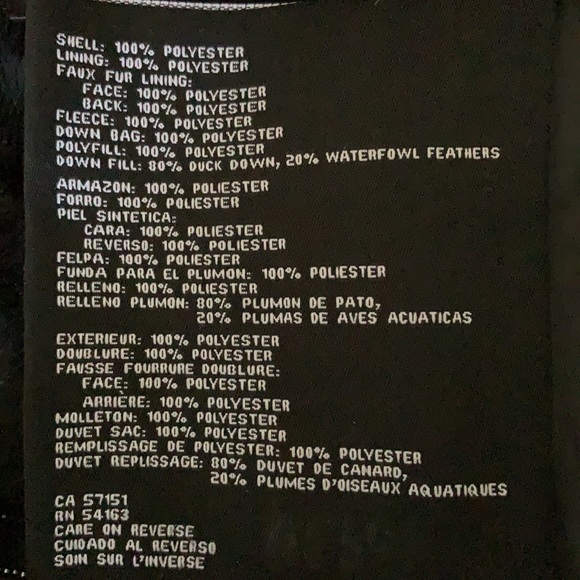 SHELL: 100% POLYESTER
LINING: 100% POLYESTER
FAUX FUR LINING:
FACE: 100% POLYESTER
BACK: 100% POLYESTER
FLEECE: 100% POLYESTER
DOWN BAG: 100% POLYESTER
POLYFILL: 100% POLYESTER
DOWN FILL: 80% DUCK DOWN, 20% WATERFOWL FEATHERS
ARMAZON: 100% POLIESTER
FORRO: 100% POLIESTER
PIEL SINTETICA:
CARA: 100% POLIESTER
REVERSO: 100% POLIESTER
FELPA: 100% POLIESTER
FUNDA PARA EL PLUMON: 100% POLIESTER
RELLENO: 100% POLIESTER
RELLENO PLUMON: 80% PLUMON DE PATO,
20% PLUMAS DE AVES ACUATICAS
EXTERIEUR: 100% POLYESTER
DOUBLURE: 100% POLYESTER
FAUSSE FOURRURE DOUBLURE:
FACE: 100% POLYESTER
ARRIÈRE: 100% POLYESTER
MOLLETON: 100% POLYESTER
DUVET SAC: 100% POLYESTER
REMPLISSAGE DE POLYESTER: 100% POLYESTER
DUVET REPLISSAGE: 80% DUVET DE CANARD,
20% PLUMES D'OISEAUX AQUATIQUES
CA 57151
RN 54163
CARE ON REVERSE
CUIDADO AL REVERSO
SOIN SUR L'INVERSE